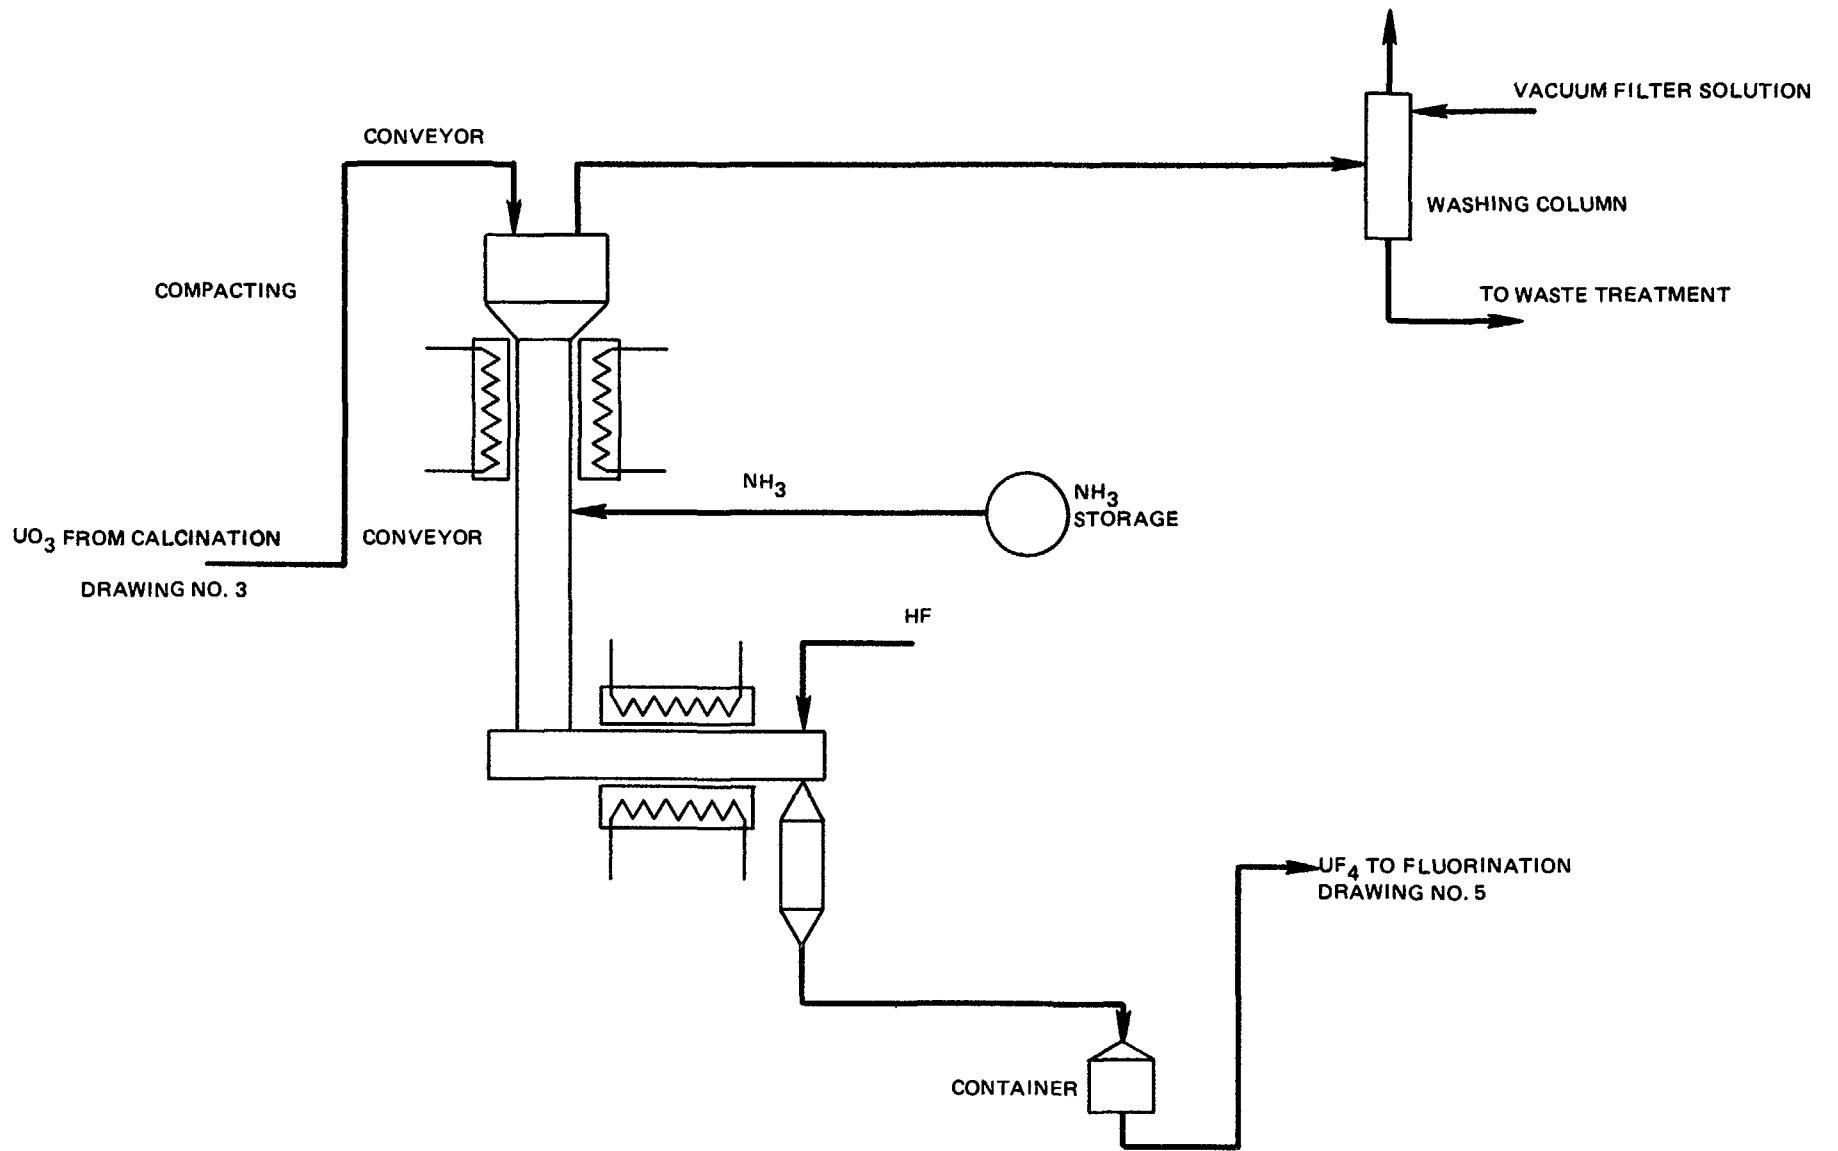 VACUUM FILTER SOLUTION
CONVEYOR
WASHING COLUMN
COMPACTING
TO WASTE TREATMENT
NH3
NH3
STORAGE
UO3 FROM CALCINATION
CONVEYOR
DRAWING NO. 3
HF
UF4 TO FLUORINATION
DRAWING NO. 5
CONTAINER